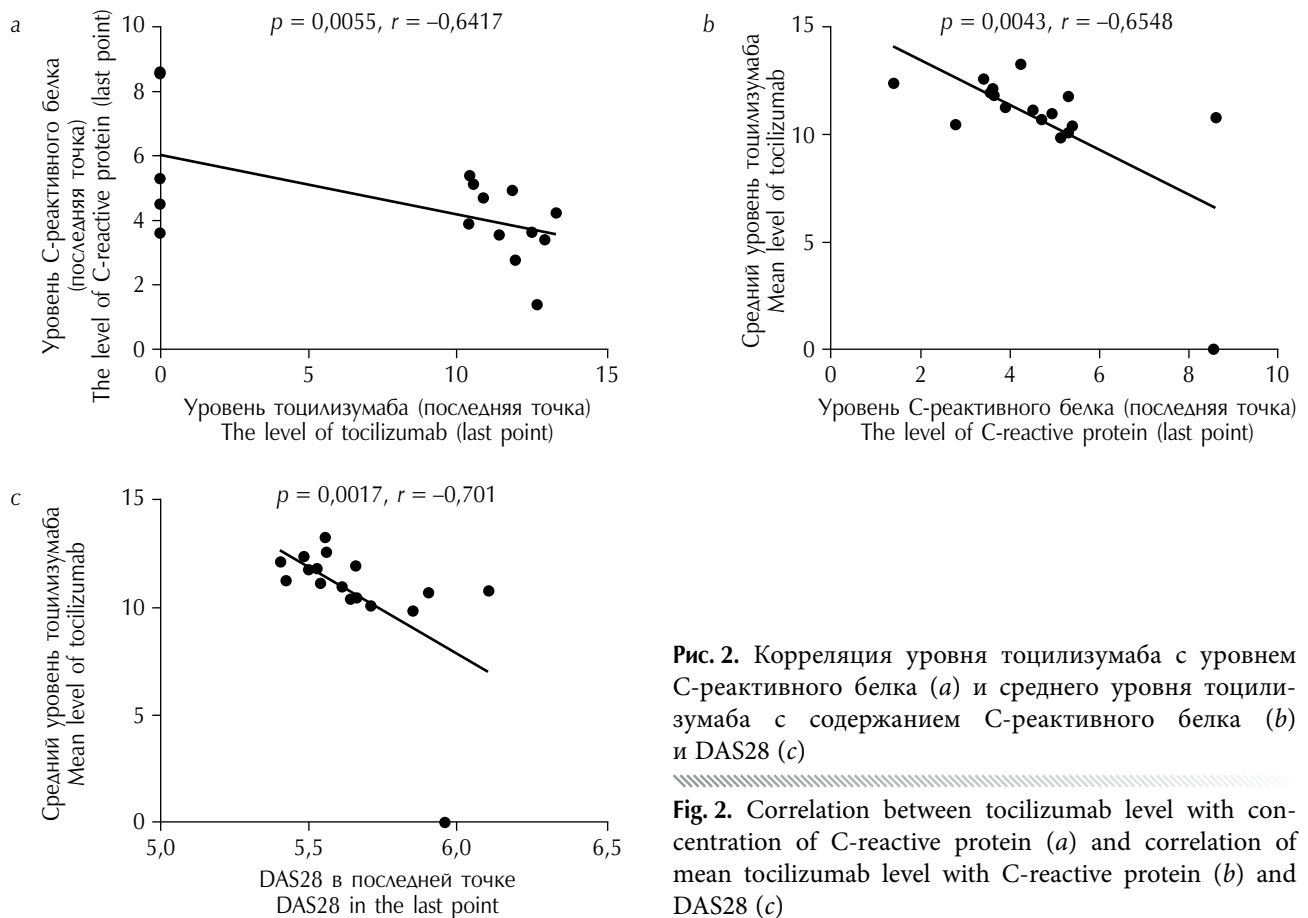 a
p = 0,0055, r = –0,6417
Уровень С-реактивного белка
(последняя точка)
The level of C-reactive protein (last point)
10
8
6
4
2
0
0
5
10
15
Уровень тоцилизумаба (последняя точка)
The level of tocilizumab (last point)
b
p = 0,0043, r = –0,6548
Средний уровень тоцилизумаба
Mean level of tocilizumab
15
10
5
0
0
2
4
6
8
10
Уровень С-реактивного белка (последняя точка)
The level of C-reactive protein (last point)
c
p = 0,0017, r = –0,701
Средний уровень тоцилизумаба
Mean level of tocilizumab
15
10
5
0
5,0
5,5
6,0
6,5
DAS28 в последней точке
DAS28 in the last point
Рис. 2. Корреляция уровня тоцилизумаба с уровнем
С-реактивного белка (a) и среднего уровня тоцили-
зумаба с содержанием С-реактивного белка (b)
и DAS28 (c)
Fig. 2. Correlation between tocilizumab level with con-
centration of C-reactive protein (a) and correlation of
mean tocilizumab level with C-reactive protein (b) and
DAS28 (c)